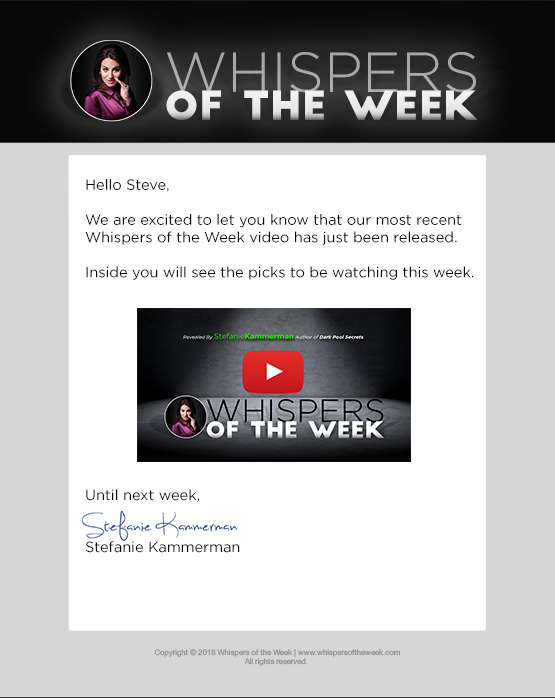 WHISPERS
OF THE WEEK
Hello Steve,
We are excited to let you know that our most recent
Whispers of the Week video has just been released.
Inside you will see the picks to be watching this week.
Revealed By StefanieKammerman Author of Dark Pool Secrets
WHISPERS
OF THE WEEK
Until next week,
Stefanie Kammerman
Stefanie Kammerman
Copyright © 2018 Whispers of the Week | www.whispersoftheweek.com
All rights reserved.